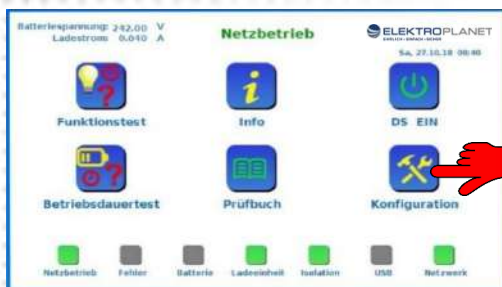 Batteriespannung: 242.00 V
Ladestrom: 0.040 A
Netzbetrieb
ELEKTROPLANET
Sa, 27.10.18 08:40
Funktionstest
Info
DS EIN
Betriebsdauertest
Prüfbuch
Konfiguration
Netzbetrieb Fehler Batterie Ladeeinheit Isolation USB Netzwerk